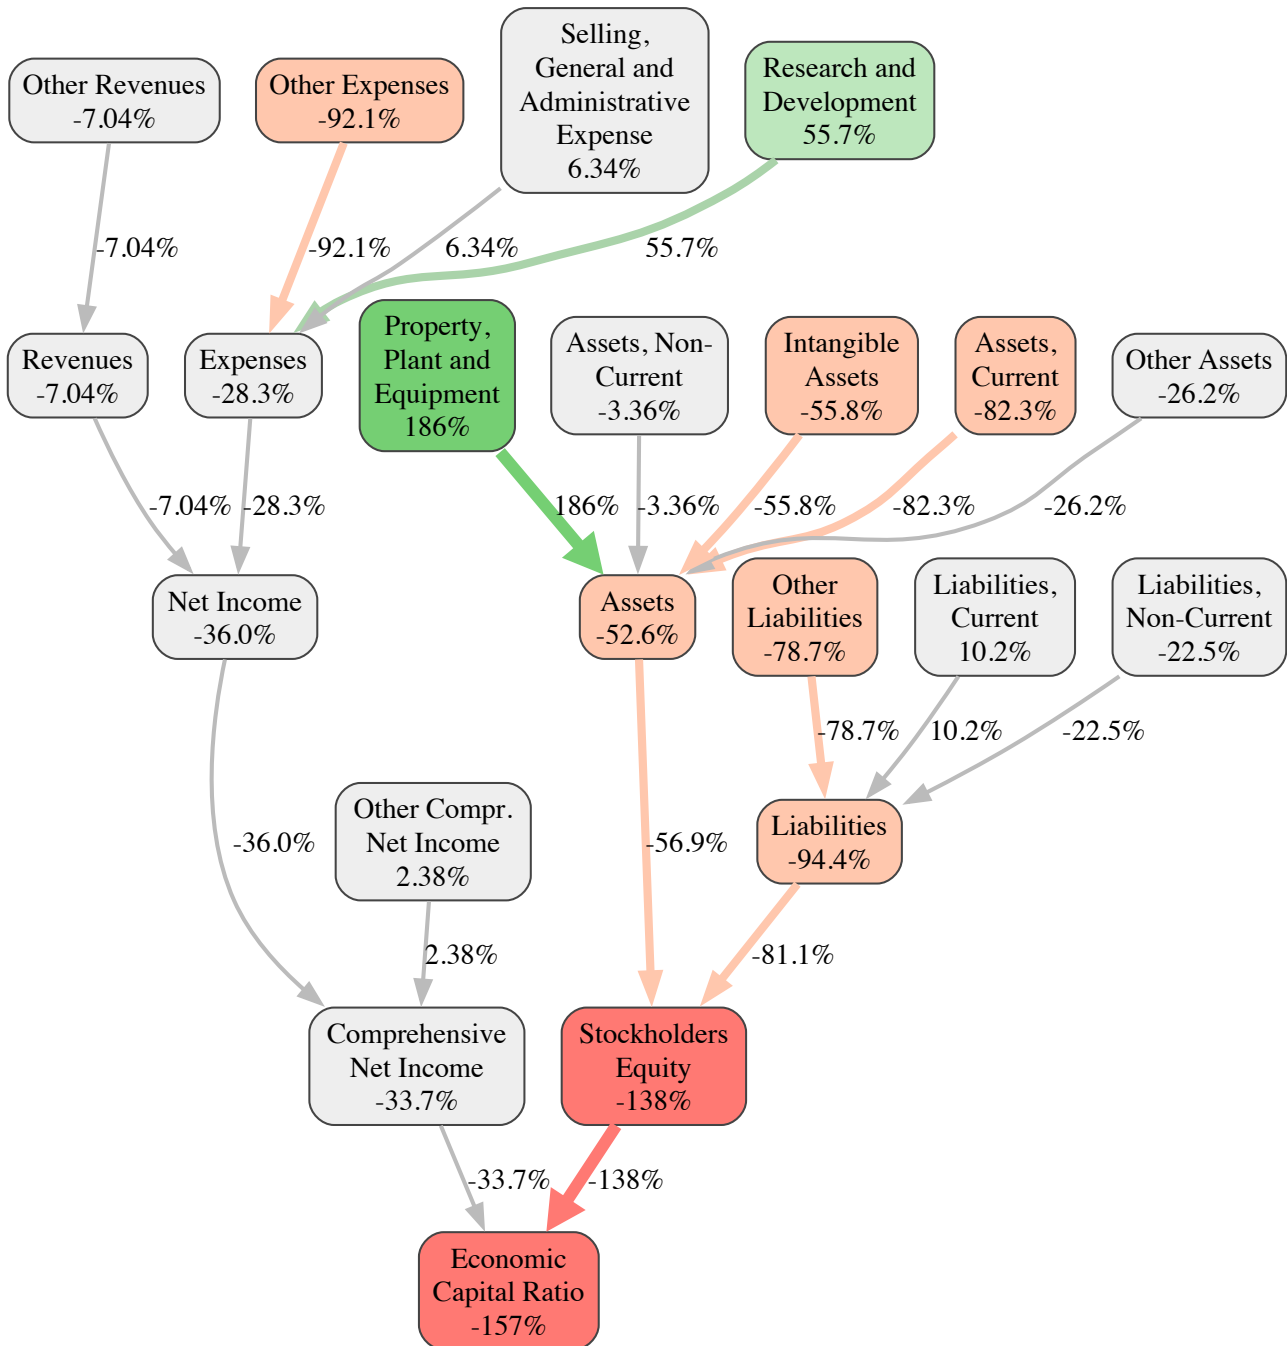 Other Revenues
-7.04%
Other Expenses
-92.1%
Selling,
General and
Administrative
Expense
6.34%
Research and
Development
55.7%
-7.04%
-92.1%
6.34%
55.7%
Revenues
-7.04%
Expenses
-28.3%
Property,
Plant and
Equipment
186%
Assets, Non-
Current
-3.36%
Intangible
Assets
-55.8%
Assets,
Current
-82.3%
Other Assets
-26.2%
-7.04%
-28.3%
186%
-3.36%
-55.8%
-82.3%
-26.2%
Net Income
-36.0%
Assets
-52.6%
Other
Liabilities
-78.7%
Liabilities,
Current
10.2%
Liabilities,
Non-Current
-22.5%
-78.7%
10.2%
-22.5%
Other Compr.
Net Income
2.38%
-36.0%
-56.9%
Liabilities
-94.4%
2.38%
-81.1%
Comprehensive
Net Income
-33.7%
Stockholders
Equity
-138%
-33.7%
-138%
Economic
Capital Ratio
-157%